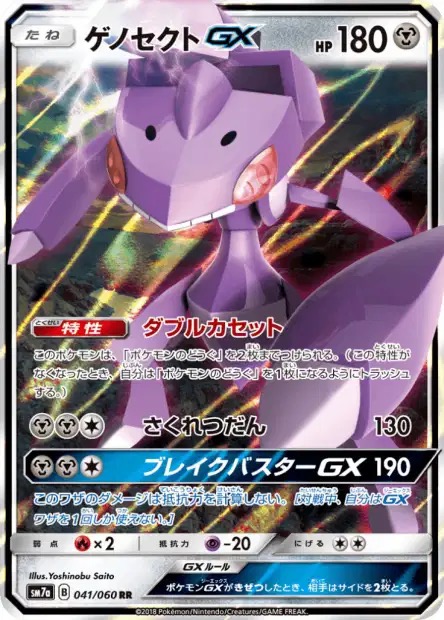 たね ゲノセクトGX HP 180
とくせい
特性 ダブルカセット
このポケモンは、「ポケモンのどうぐ」を2枚までつけられる。(この特性が
なくなったとき、自分は「ポケモンのどうぐ」を1枚になるようにトラッシュ
する。)
さくれつだん 130
ブレイクバスターGX 190
このワザのダメージは抵抗力を計算しない。[対戦中、自分はGX
ワザを1回しか使えない。]
弱点 ×2 抵抗力 -20 にげる
Illus.Yoshinobu Saito
GXルール
ポケモンGXがきぜつしたとき、相手はサイドを2枚とる。
SM7a B 041/060 RR
©2018 Pokémon/Nintendo/Creatures/GAME FREAK.